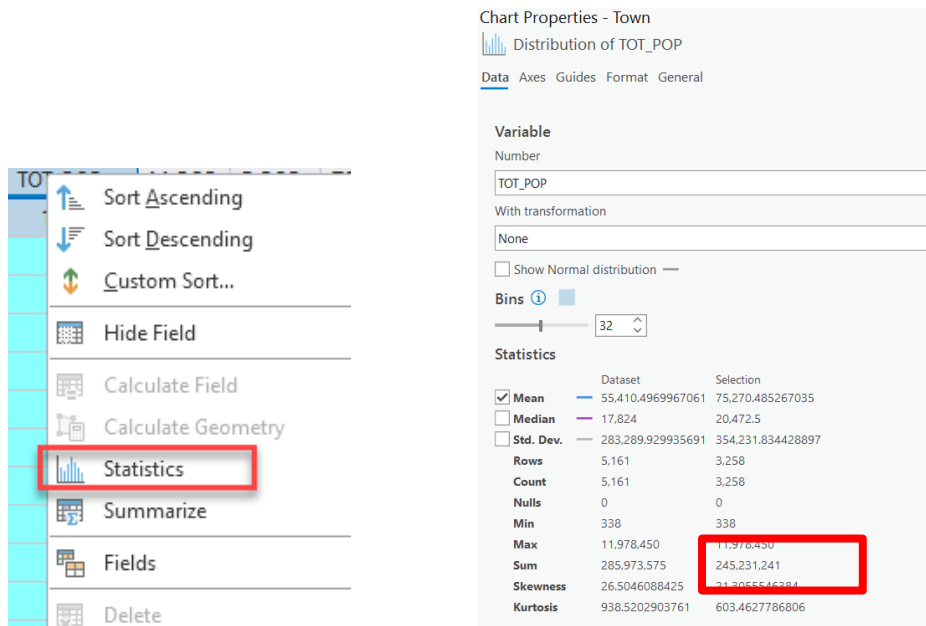 Sort Ascending
Sort Descending
Custom Sort...
Hide Field
Calculate Field
Calculate Geometry
Statistics
Summarize
Fields
Delete
Chart Properties - Town
Distribution of TOT_POP
Data Axes Guides Format General
Variable
Number
TOT_POP
With transformation
None
Show Normal distribution
Bins
32
Statistics
Dataset Selection
Mean 55,410.4969967061 75,270.485267035
Median 17,824 20,472.5
Std. Dev. 283,289.929935691 354,231.834428897
Rows 5,161 3,258
Count 5,161 3,258
Nulls 0 0
Min 338 338
Max 11,978,450 11,978,450
Sum 285,973,575 245,231,241
Skewness 26.5046088425 21.3055546384
Kurtosis 938.5202903761 603.4627786806